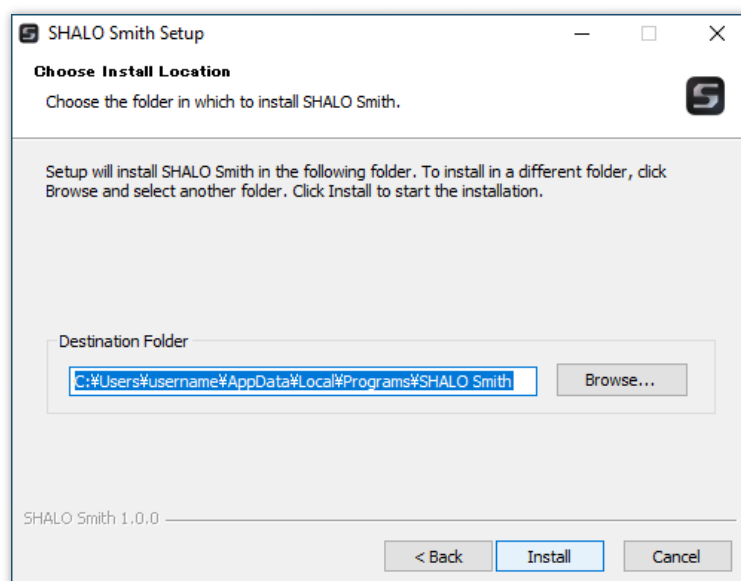 SHALO Smith Setup
Choose Install Location
Choose the folder in which to install SHALO Smith.
Setup will install SHALO Smith in the following folder. To install in a different folder, click
Browse and select another folder. Click Install to start the installation.
Destination Folder
C:¥Users¥username¥AppData¥Local¥Programs¥SHALO Smith
Browse...
SHALO Smith 1.0.0
< Back
Install
Cancel